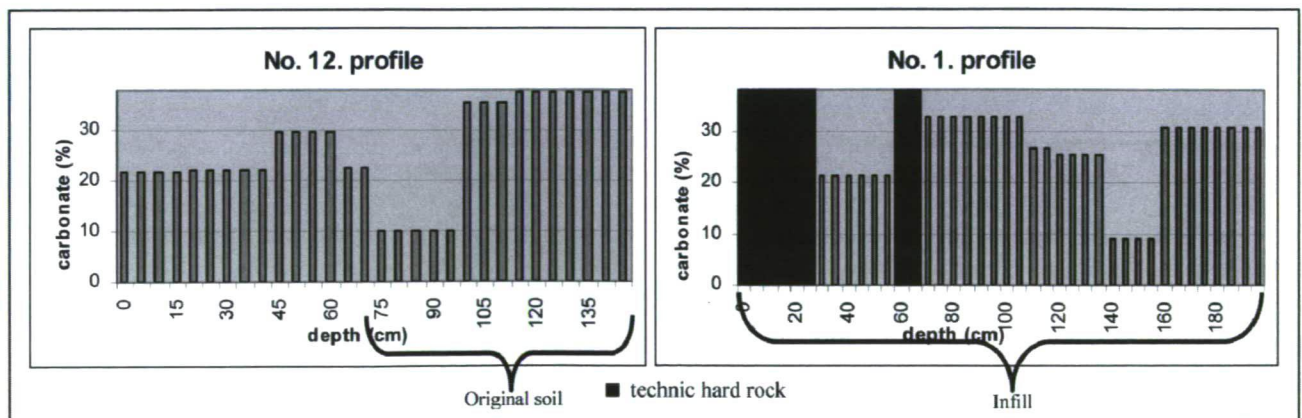 No. 12. profile
carbonate (%)
30
20
10
0
0 15 30 45 60 75 90 105 120 135
depth (cm)
Original soil
No. 1. profile
carbonate (%)
30
20
10
0
0 20 40 60 80 100 120 140 160 180
depth (cm)
Infill
■ technic hard rock